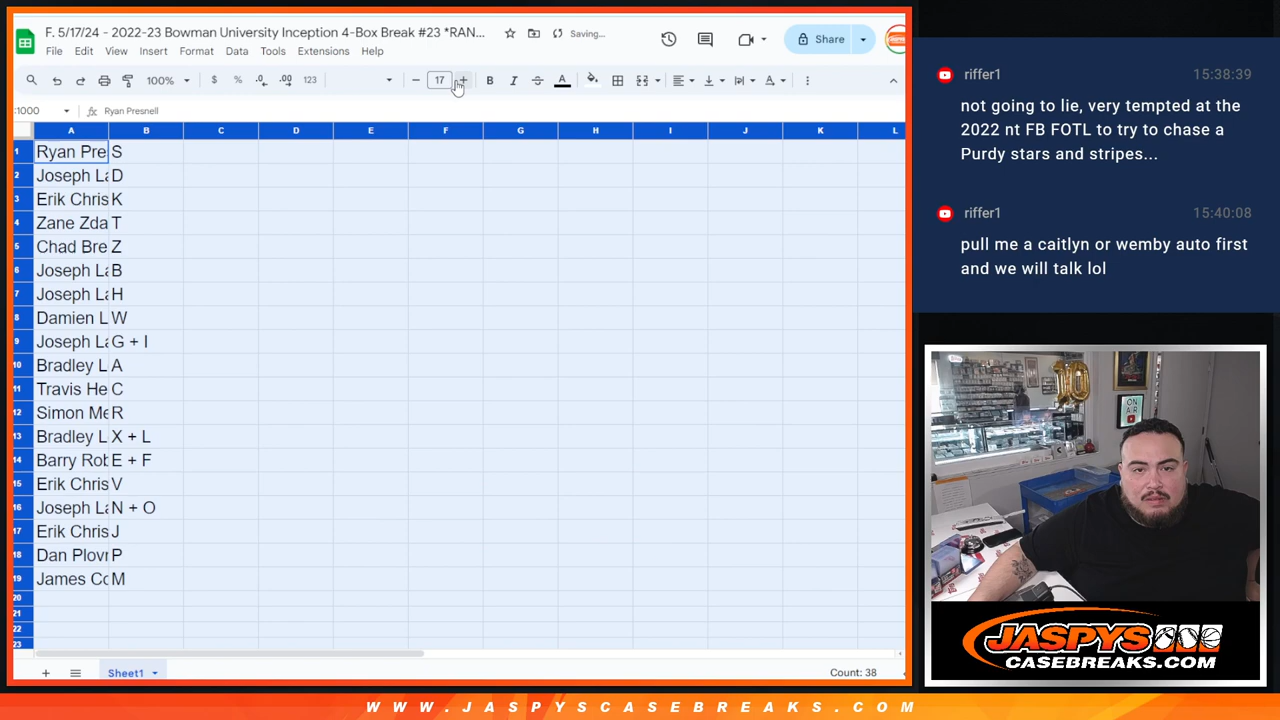 F. 5/17/24 - 2022-23 Bowman University Inception 4-Box Break #23 *RAN...
Saving...
File Edit View Insert Format Data Tools Extensions Help
Share
100% $ % .0 .00 123 17 B I S A
:1000 fx Ryan Presnell
A B C D E F G H I J K L
1 Ryan Pre S
2 Joseph La D
3 Erik Chris K
4 Zane Zda T
5 Chad Bre Z
6 Joseph La B
7 Joseph La H
8 Damien L W
9 Joseph La G + I
10 Bradley L A
11 Travis He C
12 Simon Me R
13 Bradley L X + L
14 Barry Rob E + F
15 Erik Chris V
16 Joseph La N + O
17 Erik Chris J
18 Dan Plovr P
19 James Co M
20
21
22
23
Sheet1
Count: 38
riffer1 15:38:39
not going to lie, very tempted at the
2022 nt FB FOTL to try to chase a
Purdy stars and stripes...
riffer1 15:40:08
pull me a caitlyn or wemby auto first
and we will talk lol
10
ON
AIR
JASPYS
CASEBREAKS.COM
WWW.JASPYSCASEBREAKS.COM